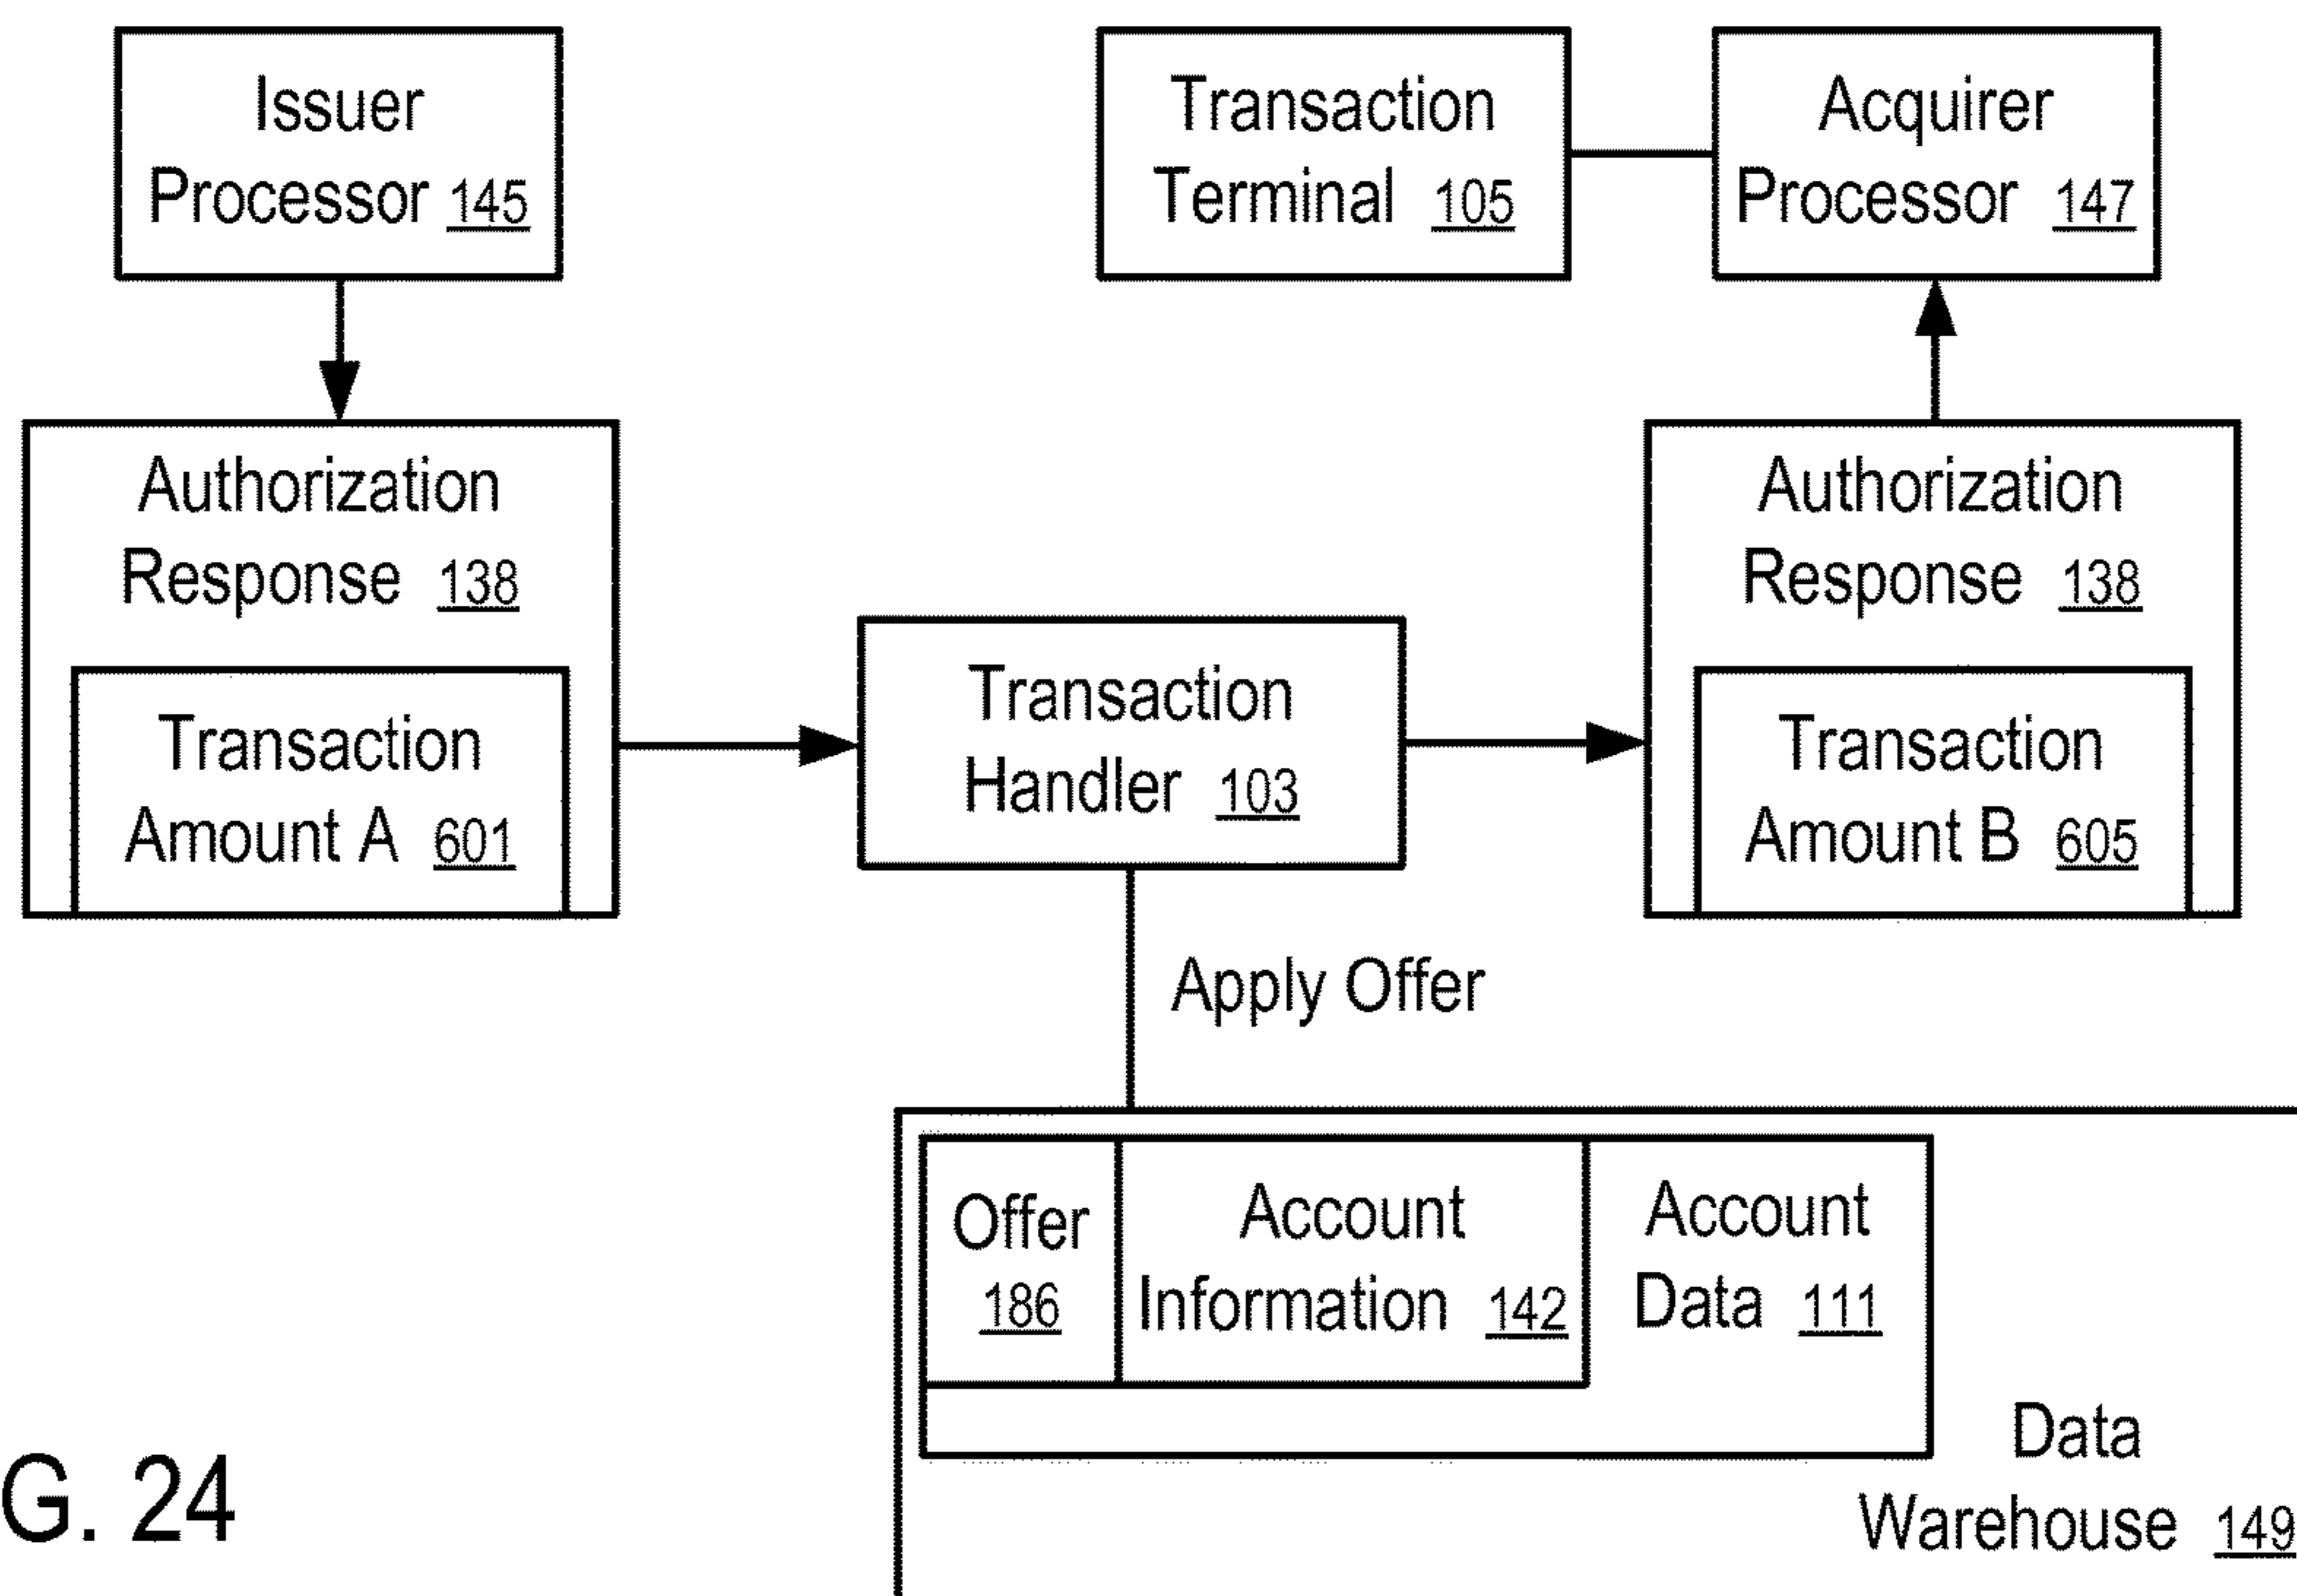 Issuer
Processor 145
Transaction
Terminal 105
Acquirer
Processor 147
Authorization
Response 138
Transaction
Amount A 601
Transaction
Handler 103
Authorization
Response 138
Transaction
Amount B 605
Apply Offer
Offer
186
Account
Information 142
Account
Data 111
Data
Warehouse 149
G. 24